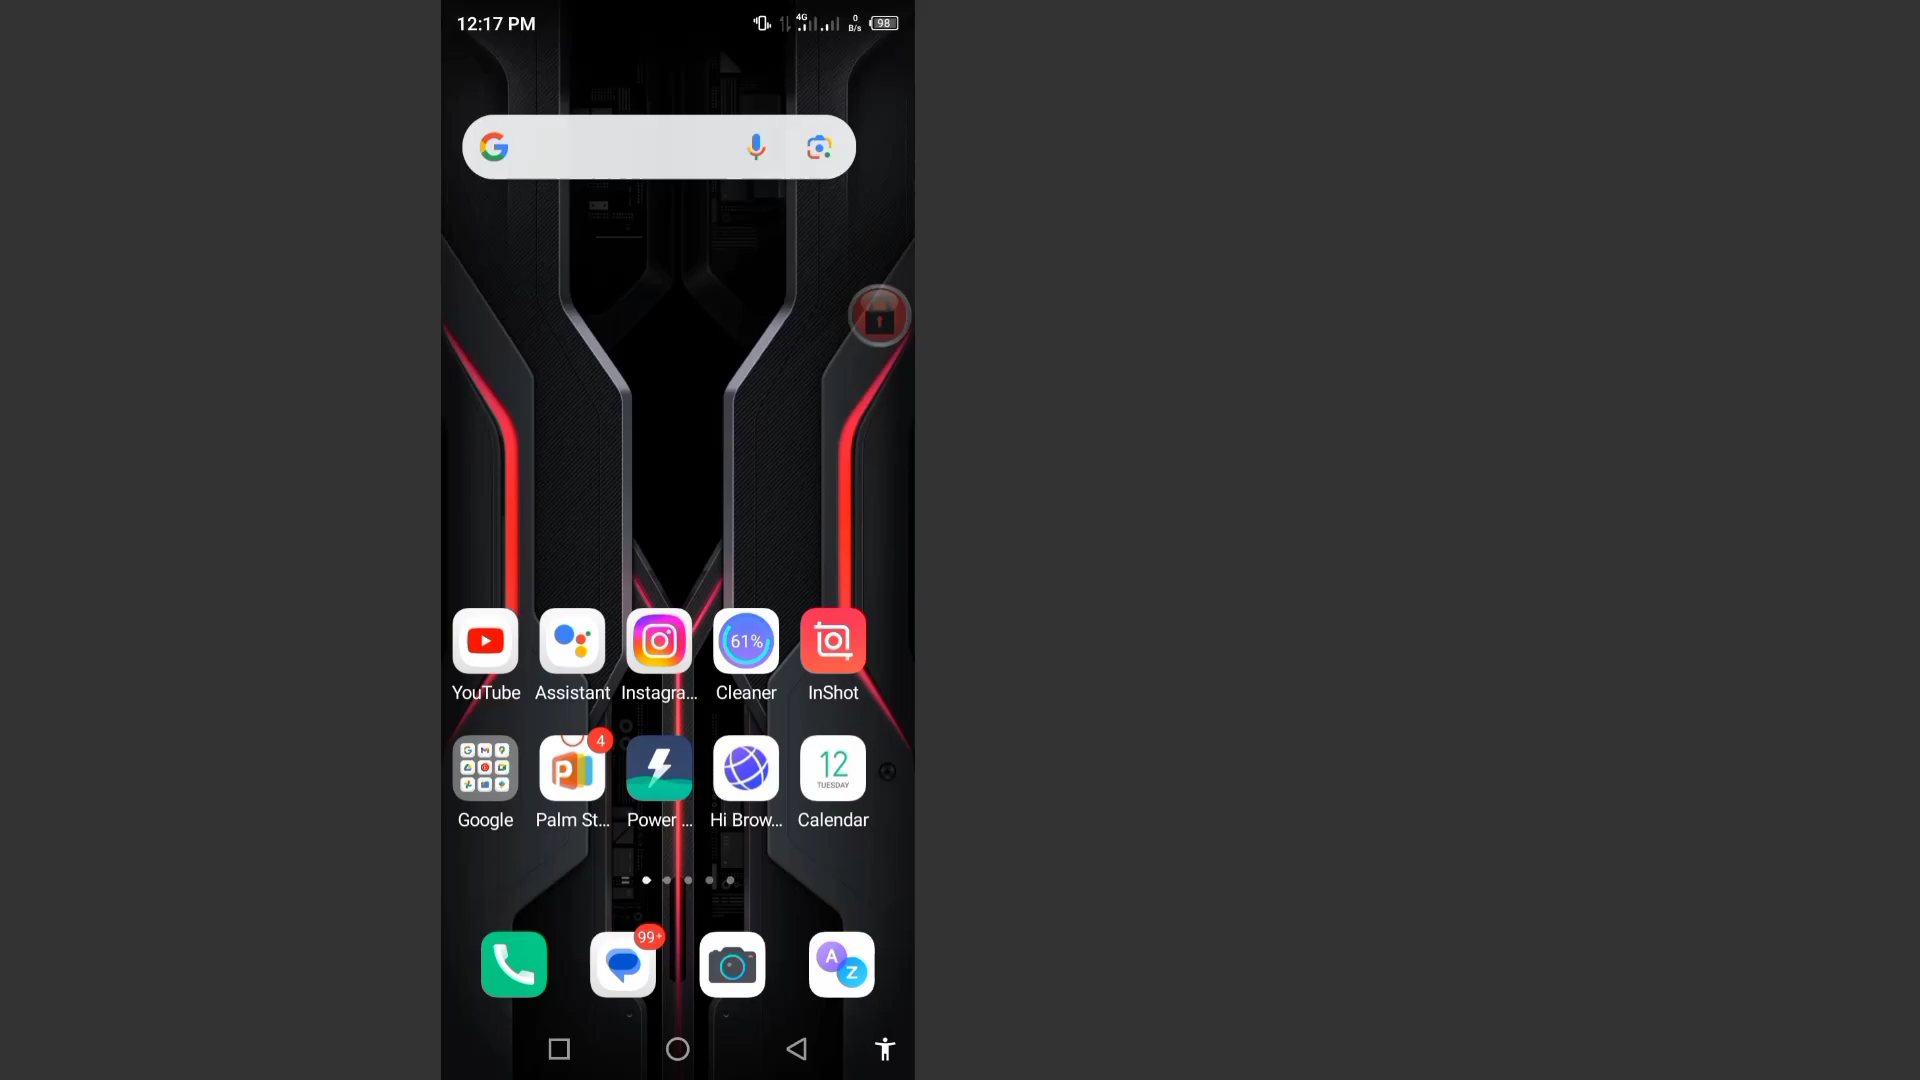 12:17 PM
4G
0
B/s
98
61%
YouTube
Assistant
Instagra...
Cleaner
InShot
4
12
TUESDAY
Google
Palm St...
Power ...
Hi Brow...
Calendar
99+
A
Z